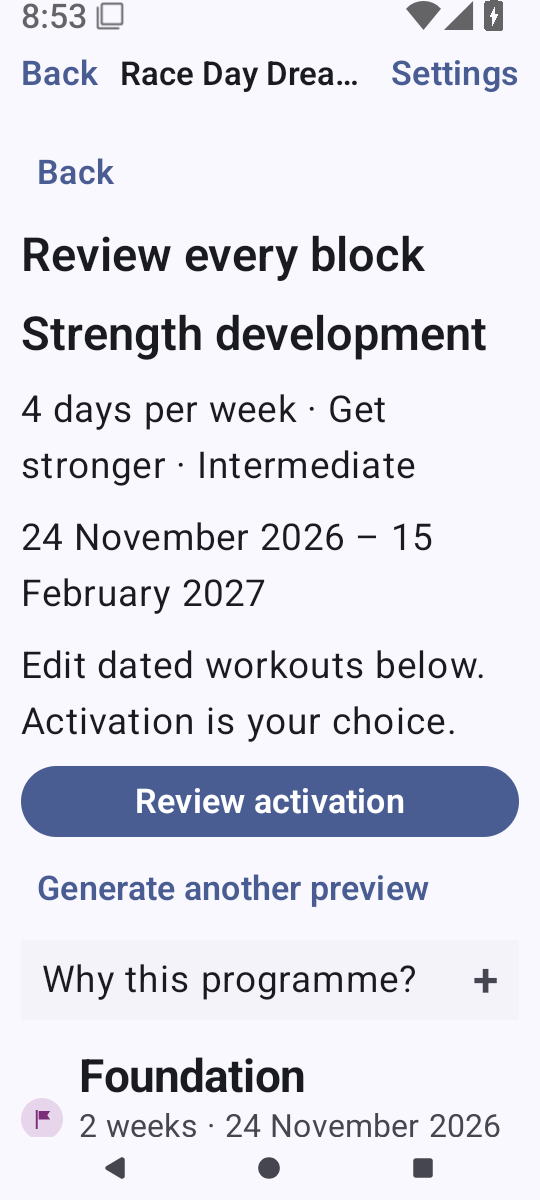 8:53
Back Race Day Drea... Settings
Back
Review every block
Strength development
4 days per week · Get
stronger · Intermediate
24 November 2026 – 15
February 2027
Edit dated workouts below.
Activation is your choice.
Review activation
Generate another preview
Why this programme? +
Foundation
2 weeks · 24 November 2026